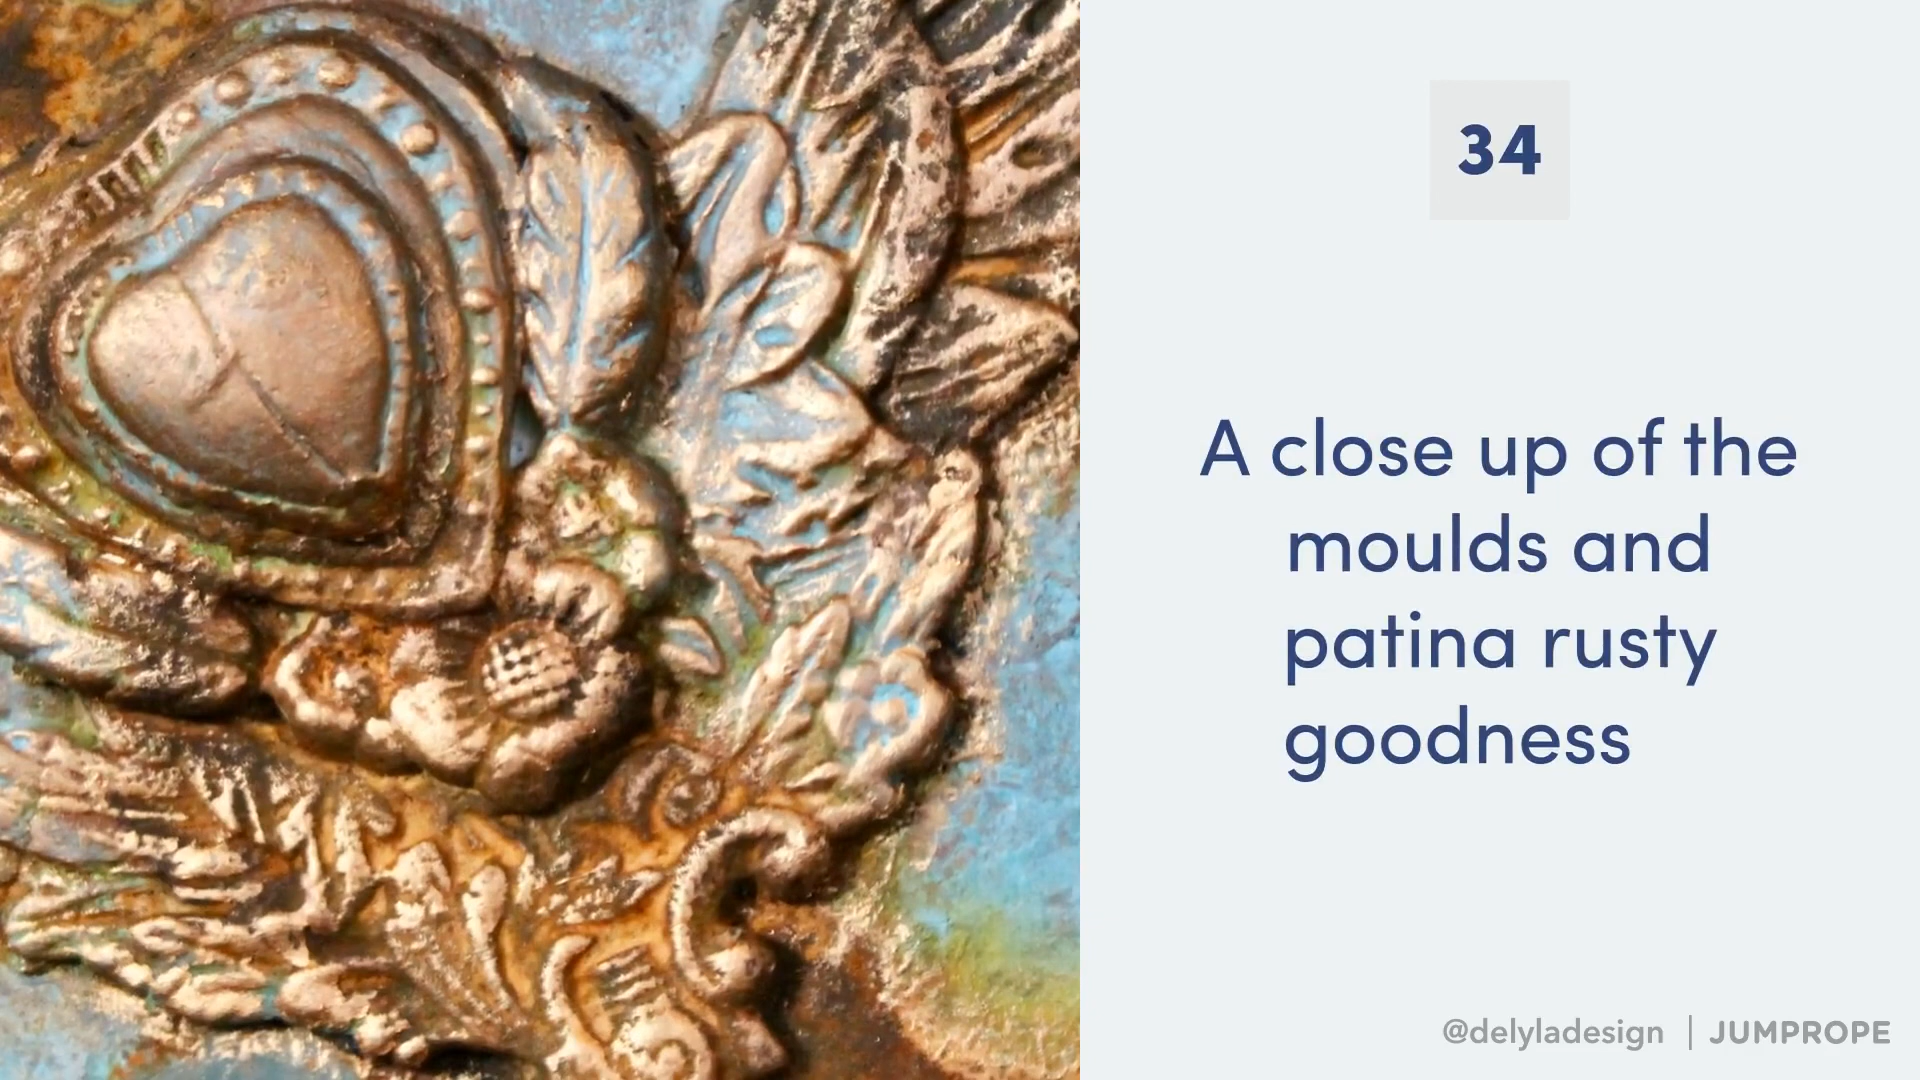 34
A close up of the
moulds and
patina rusty
goodness
@delyladesign | JUMPROPE